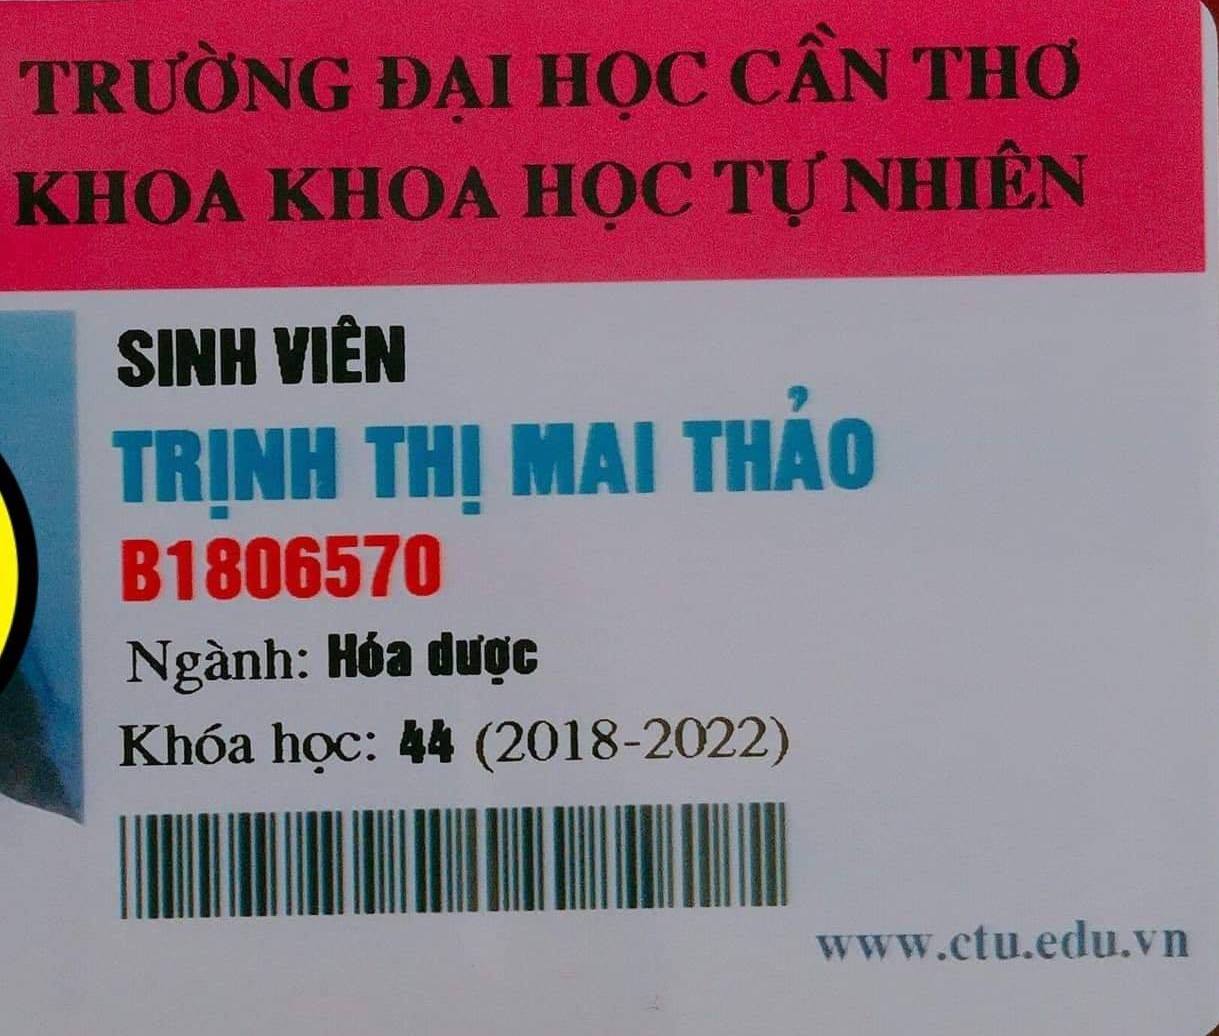 TRƯỜNG ĐẠI HỌC CẦN THƠ
KHOA KHOA HỌC TỰ NHIÊN
SINH VIÊN
TRỊNH THỊ MAI THẢO
B1806570
Ngành: Hóa dược
Khóa học: 44 (2018-2022)
www.ctu.edu.vn